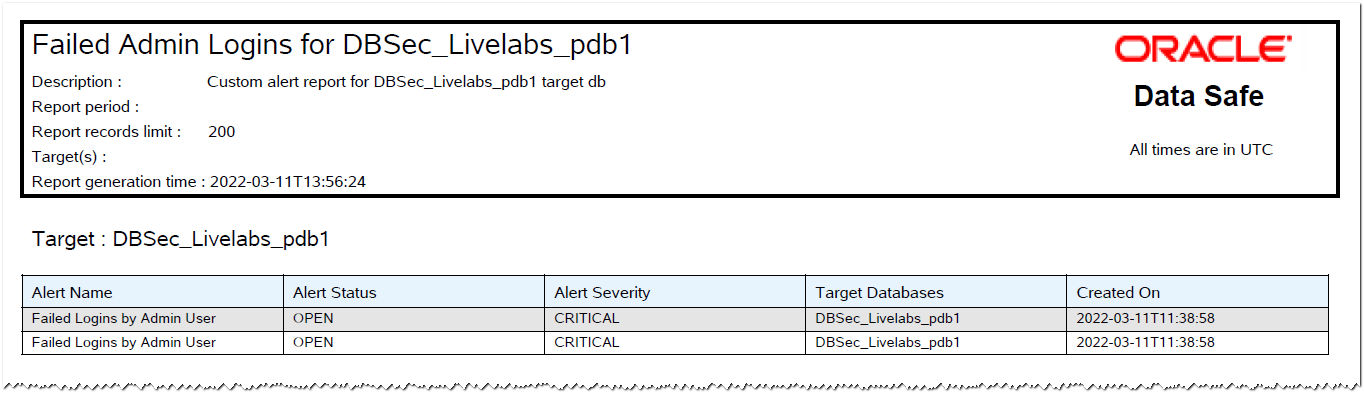 Failed Admin Logins for DBSec_Livelabs_pdb1
ORACLE
Data Safe
All times are in UTC
Description : Custom alert report for DBSec_Livelabs_pdb1 target db
Report period :
Report records limit : 200
Target(s) :
Report generation time : 2022-03-11T13:56:24
Target : DBSec_Livelabs_pdb1
Alert Name Alert Status Alert Severity Target Databases Created On
Failed Logins by Admin User OPEN CRITICAL DBSec_Livelabs_pdb1 2022-03-11T11:38:58
Failed Logins by Admin User OPEN CRITICAL DBSec_Livelabs_pdb1 2022-03-11T11:38:58